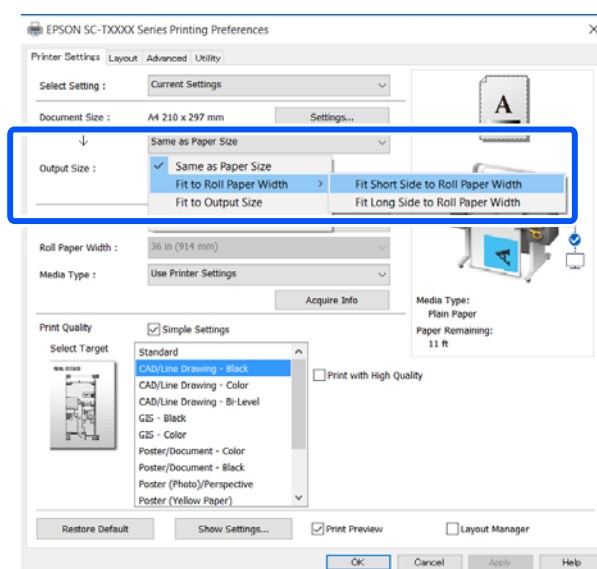 EPSON SC-TXXXX Series Printing Preferences
Printer Settings Layout Advanced Utility
Select Setting : Current Settings
Document Size : A4 210 x 297 mm Settings...
Same as Paper Size
Output Size :
Same as Paper Size
Fit to Roll Paper Width Fit Short Side to Roll Paper Width
Fit to Output Size Fit Long Side to Roll Paper Width
Roll Paper Width : 36 in (914 mm)
Media Type : Use Printer Settings
Acquire Info
A
A
Media Type:
Plain Paper
Paper Remaining:
11 ft
Print Quality Simple Settings
Select Target
Standard
CAD/Line Drawing - Black
CAD/Line Drawing - Color
CAD/Line Drawing - Bi-Level
GIS - Black
GIS - Color
Poster/Document - Color
Poster/Document - Black
Poster (Photo)/Perspective
Poster (Yellow Paper)
Print with High Quality
Restore Default Show Settings... Print Preview Layout Manager
OK Cancel Apply Help